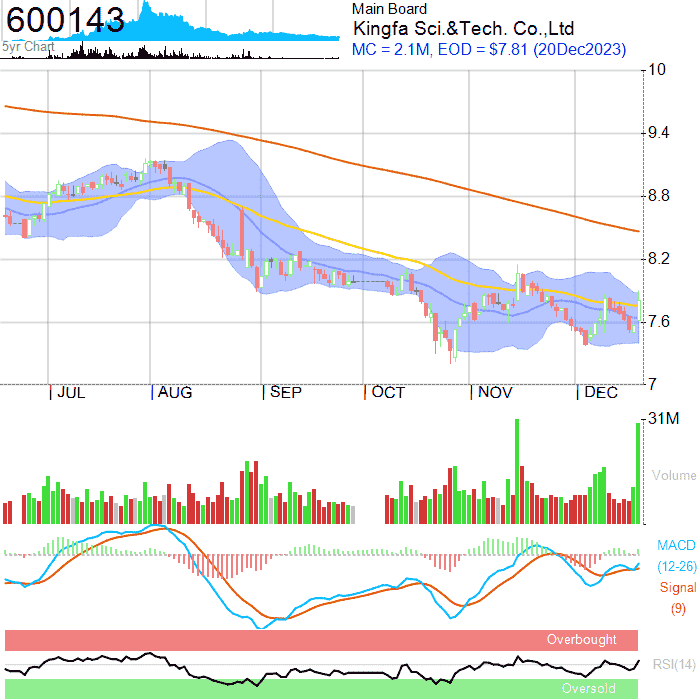 600143
5yr Chart
Main Board
Kingfa Sci.&Tech. Co.,Ltd
MC = 2.1M, EOD = $7.81 (20Dec2023)
10
9.4
8.8
8.2
7.6
7
JUL AUG SEP OCT NOV DEC
31M
Volume
MACD
(12-26)
Signal
(9)
Overbought
RSI(14)
Oversold